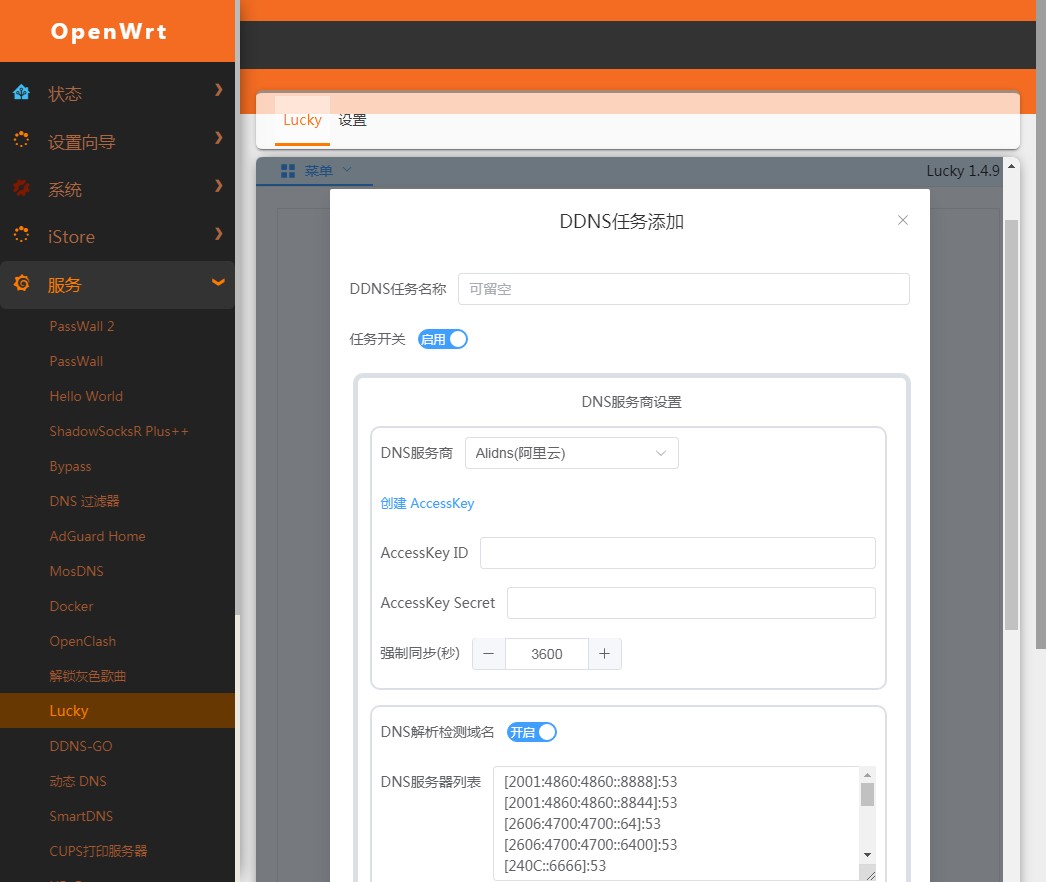 OpenWrt
状态
设置向导
系统
iStore
服务
PassWall 2
PassWall
Hello World
ShadowSocksR Plus++
Bypass
DNS 过滤器
AdGuard Home
MosDNS
Docker
OpenClash
解锁灰色歌曲
Lucky
DDNS-GO
动态 DNS
SmartDNS
CUPS打印服务器
Lucky 设置
菜单 Lucky 1.4.9
DDNS任务添加
DDNS任务名称 可留空
任务开关 启用
DNS服务商设置
DNS服务商 Alidns(阿里云)
创建 AccessKey
AccessKey ID
AccessKey Secret
强制同步(秒) 3600
DNS解析检测域名 开启
DNS服务器列表 [2001:4860:4860::8888]:53
[2001:4860:4860::8844]:53
[2606:4700:4700::64]:53
[2606:4700:4700::6400]:53
[240C::6666]:53